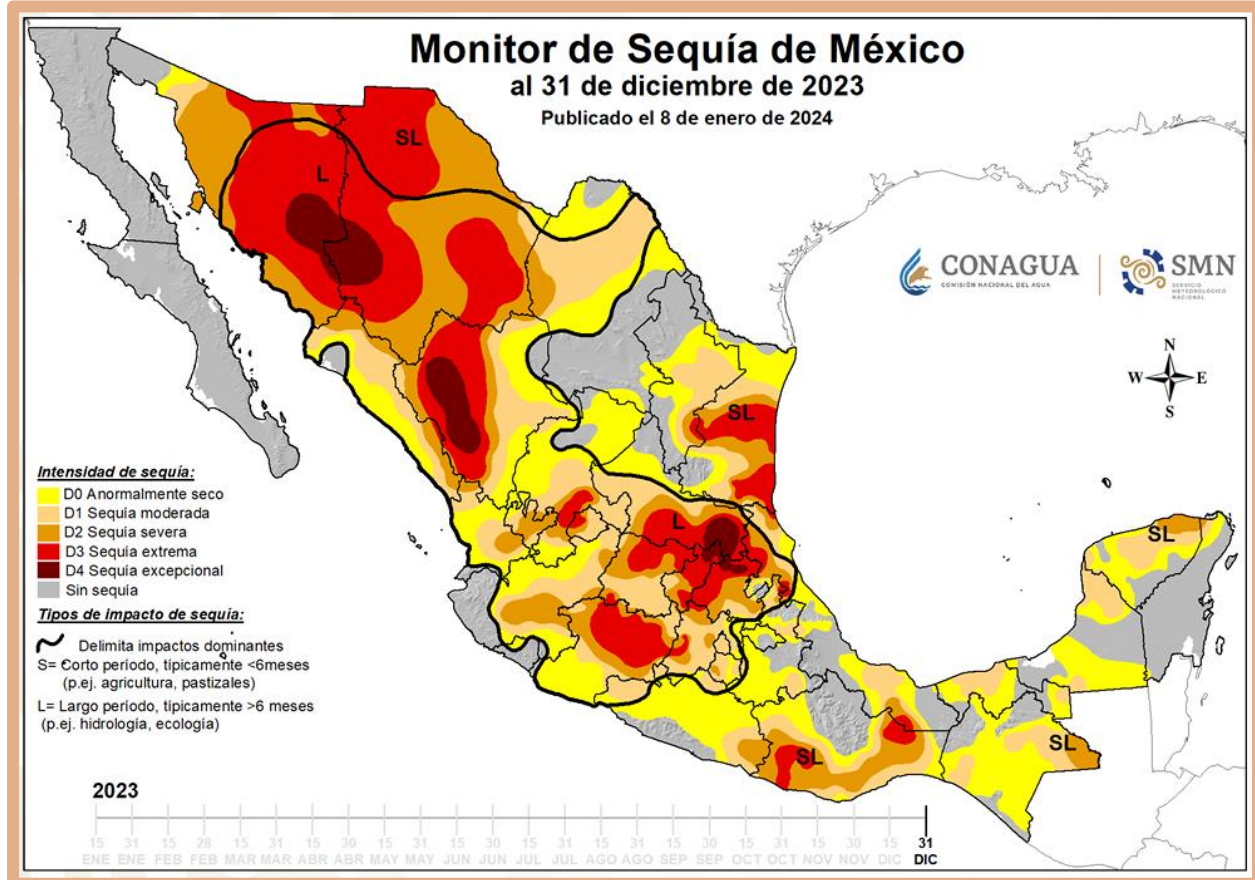 Monitor de Sequía de México
al 31 de diciembre de 2023
Publicado el 8 de enero de 2024
SL
L
CONAGUA
COMISIÓN NACIONAL DEL AGUA
SMN
SERVICIO
METEOROLÓGICO
NACIONAL
N
W E
S
SL
L
SL
SL
SL
Intensidad de sequía:
D0 Anormalmente seco
D1 Sequía moderada
D2 Sequía severa
D3 Sequía extrema
D4 Sequía excepcional
Sin sequía
Tipos de impacto de sequía:
Delimita impactos dominantes
S= Corto período, típicamente <6meses
(p.ej. agricultura, pastizales)
L= Largo período, típicamente >6 meses
(p.ej. hidrología, ecología)
2023
15 31 15 28 15 31 15 30 15 31 15 30 15 31 15 31 15 30 15 31 15 30 15 31
ENE ENE FEB FEB MAR MAR ABR ABR MAY MAY JUN JUN JUL JUL AGO AGO SEP SEP OCT OCT NOV NOV DIC DIC